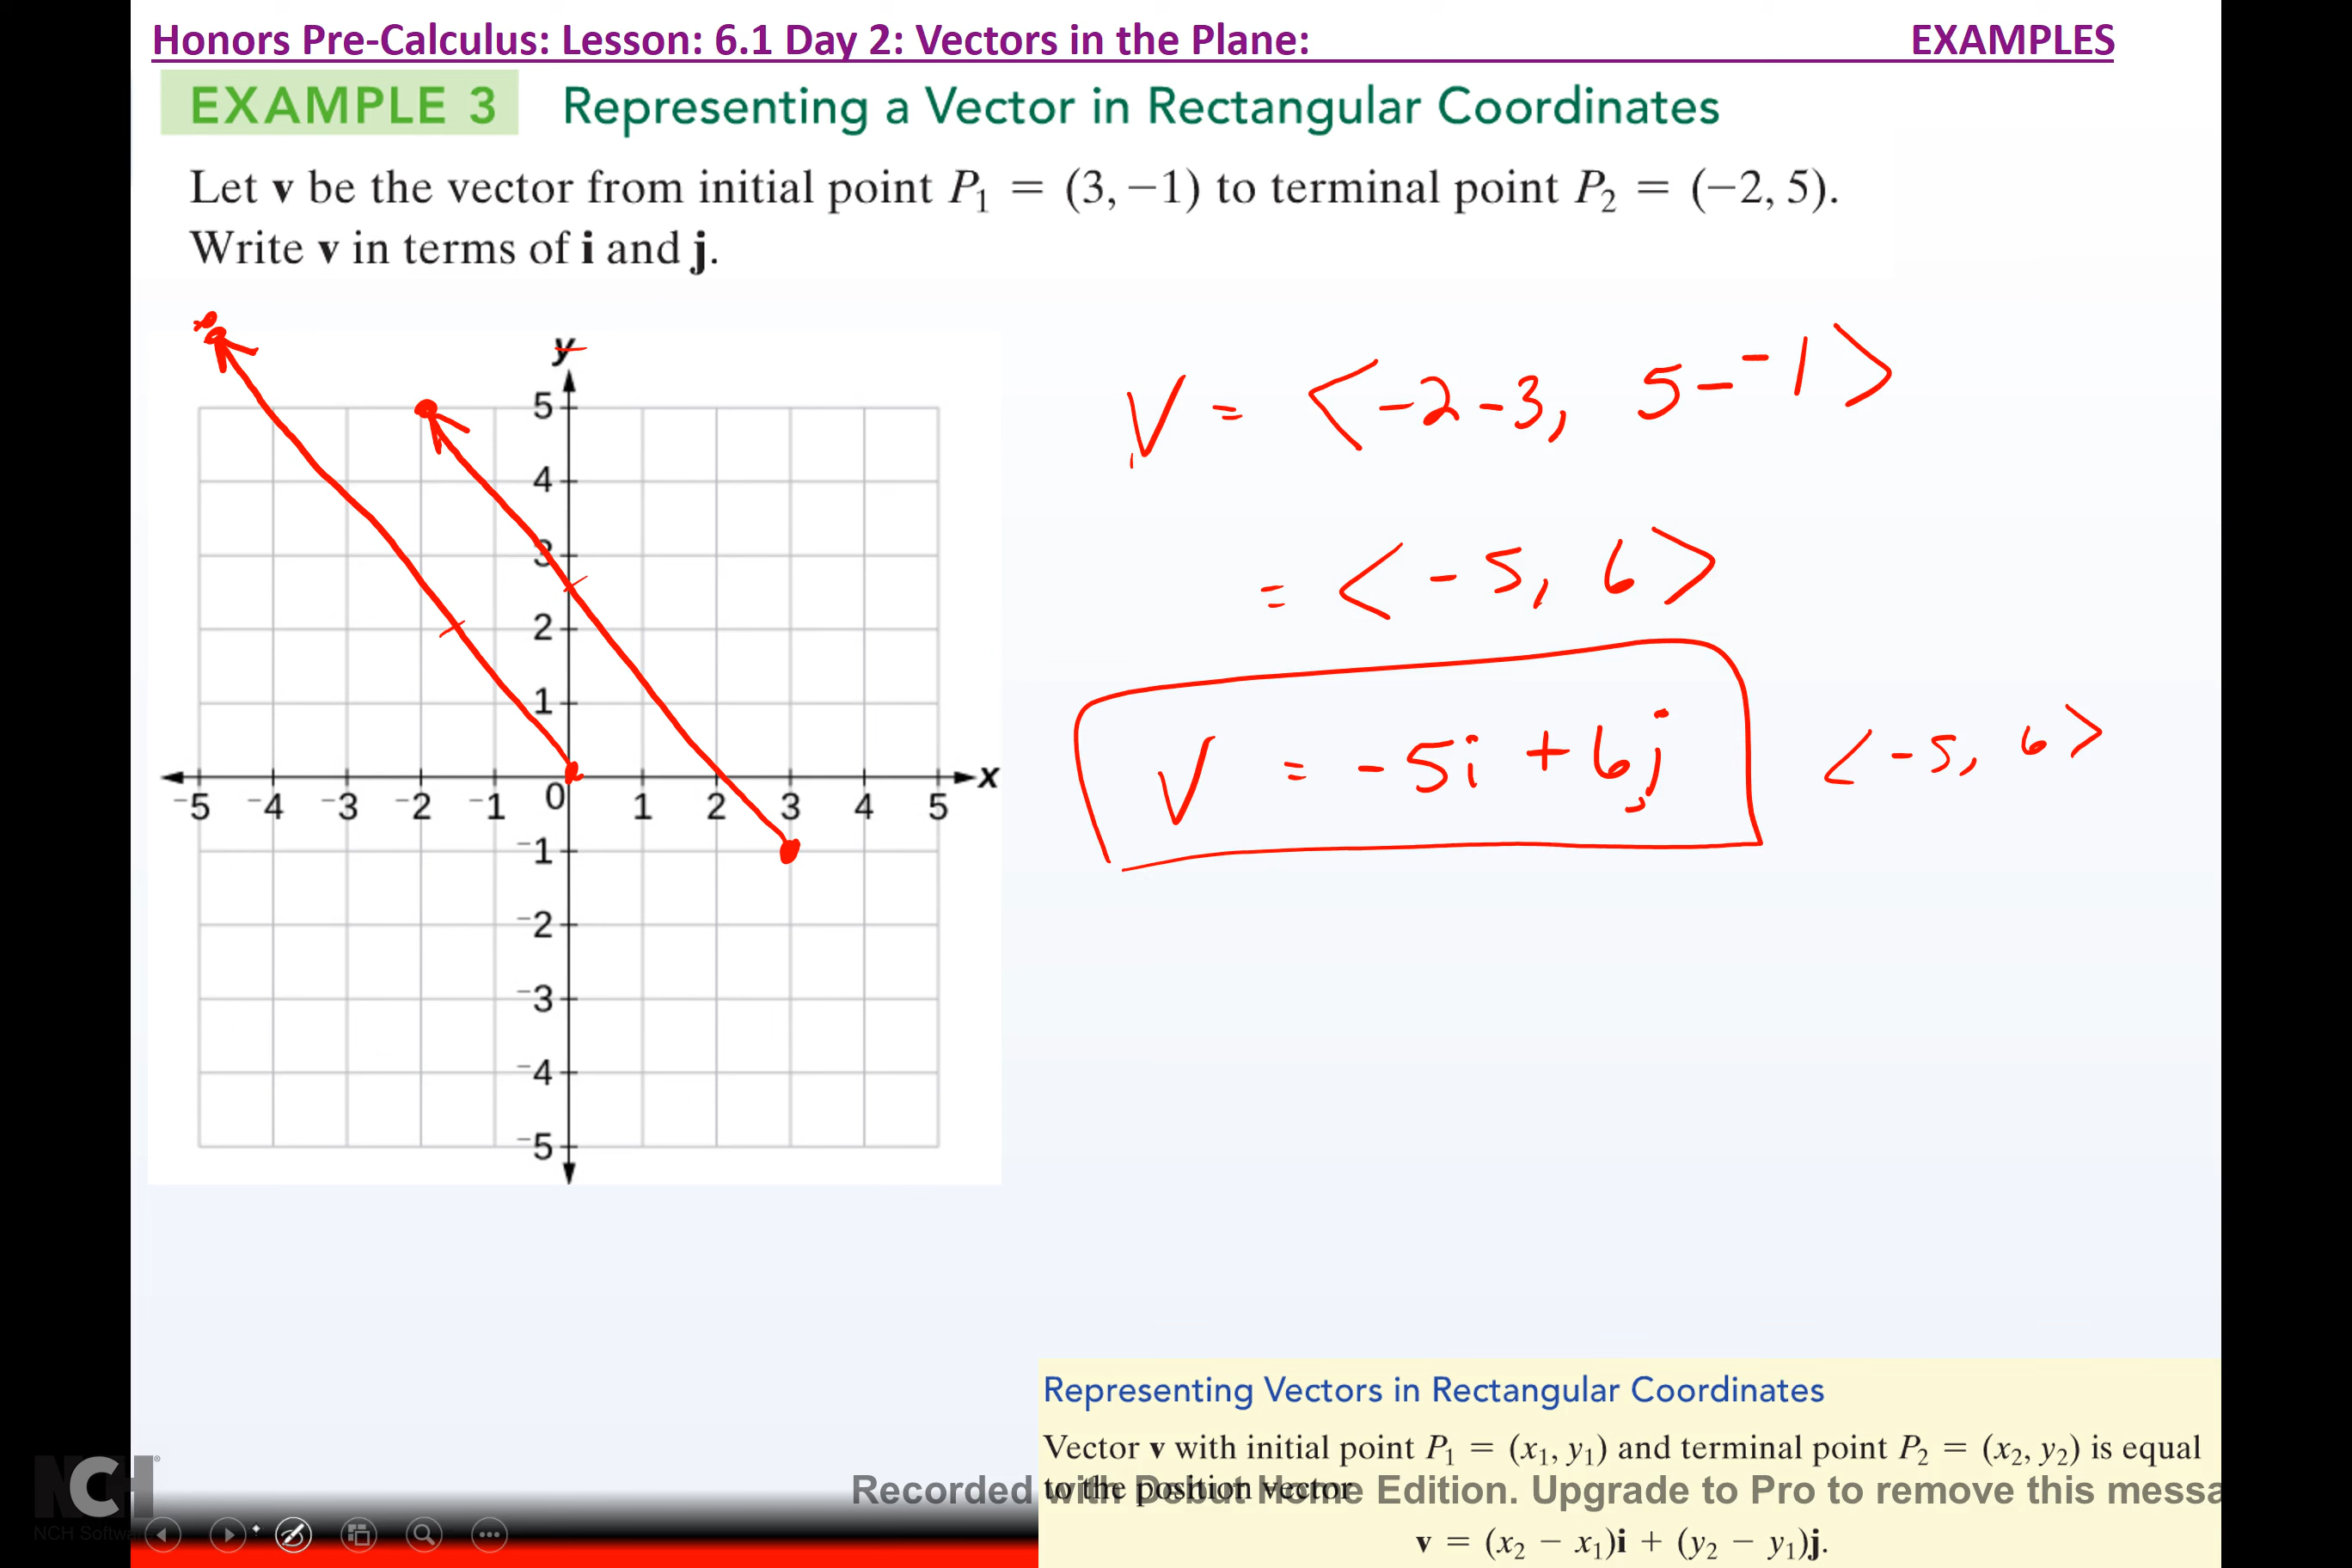 Honors Pre-Calculus: Lesson: 6.1 Day 2: Vectors in the Plane: EXAMPLES
EXAMPLE 3 Representing a Vector in Rectangular Coordinates
Let v be the vector from initial point P₁ = (3, −1) to terminal point P₂ = (−2, 5).
Write v in terms of i and j.
y
5
4
3
2
1
-5 -4 -3 -2 -1 0 1 2 3 4 5 x
-1
-2
-3
-4
-5
V = <-2-3, 5--1>
= <-5, 6>
V = -5i + 6j <-5, 6>
Representing Vectors in Rectangular Coordinates
Vector v with initial point P₁ = (x₁, y₁) and terminal point P₂ = (x₂, y₂) is equal
to the position vector
v = (x₂ − x₁)i + (y₂ − y₁)j.
Recorded with Debut Home Edition. Upgrade to Pro to remove this messa
NCH
NCH Softw